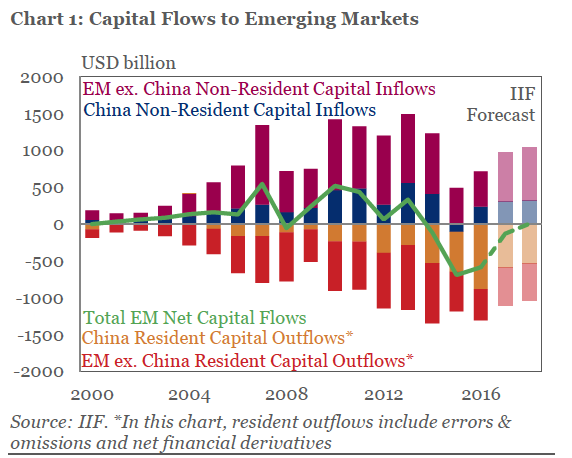 Chart 1: Capital Flows to Emerging Markets
USD billion
2000
1500
1000
500
0
-500
-1000
-1500
-2000
EM ex. China Non-Resident Capital Inflows
China Non-Resident Capital Inflows
IIF
Forecast
Total EM Net Capital Flows
China Resident Capital Outflows*
EM ex. China Resident Capital Outflows*
2000 2004 2008 2012 2016
Source: IIF. *In this chart, resident outflows include errors &
omissions and net financial derivatives